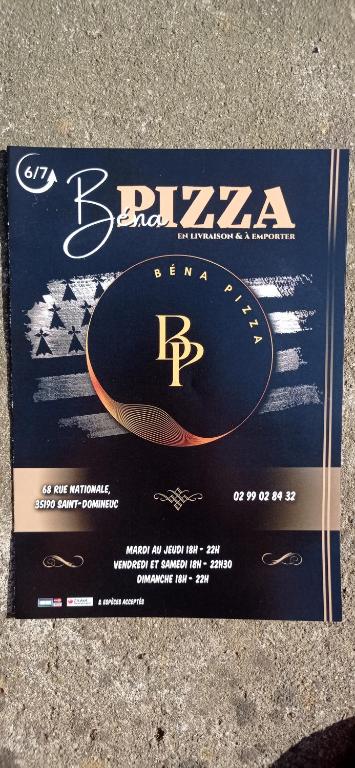 6/7
Béna PIZZA
EN LIVRAISON & À EMPORTER
BÉNA PIZZA
BP
68 RUE NATIONALE,
35190 SAINT-DOMINEUC
02 99 02 84 32
MARDI AU JEUDI 18H - 22H
VENDREDI ET SAMEDI 18H - 22H30
DIMANCHE 18H - 22H
& ESPÈCES ACCEPTÉS